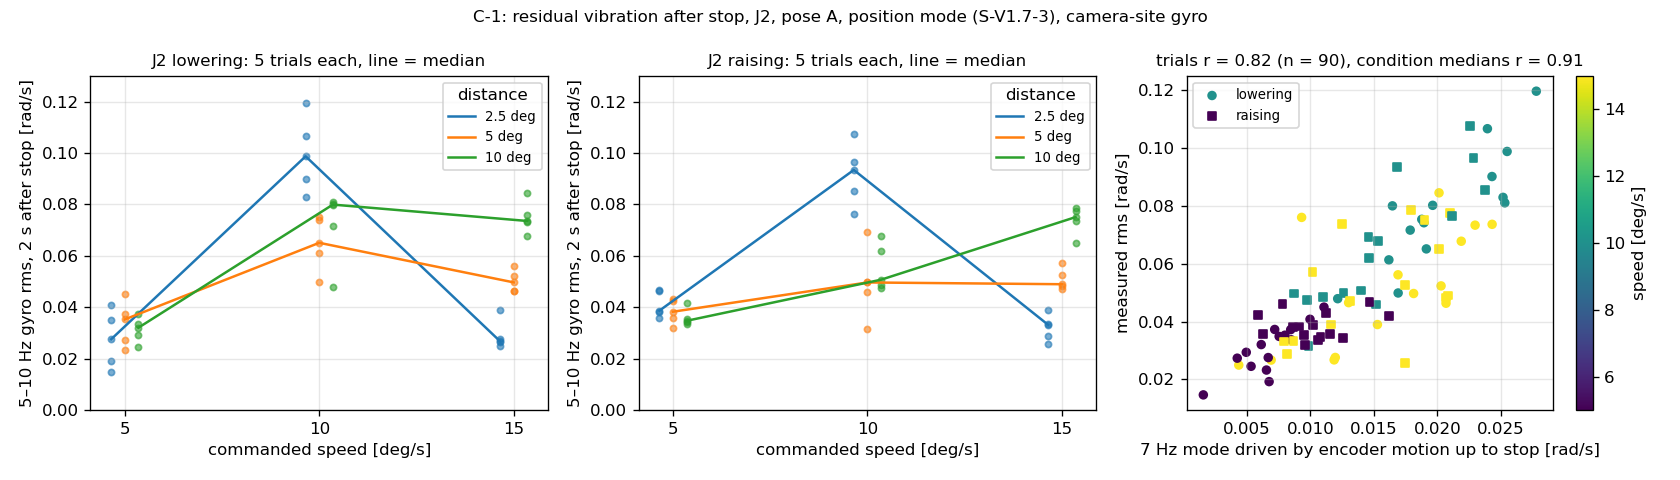 C-1: residual vibration after stop, J2, pose A, position mode (S-V1.7-3), camera-site gyro
J2 lowering: 5 trials each, line = median
5–10 Hz gyro rms, 2 s after stop [rad/s]
0.12
0.10
0.08
0.06
0.04
0.02
0.00
distance
2.5 deg
5 deg
10 deg
5
10
15
commanded speed [deg/s]
J2 raising: 5 trials each, line = median
5–10 Hz gyro rms, 2 s after stop [rad/s]
0.12
0.10
0.08
0.06
0.04
0.02
0.00
distance
2.5 deg
5 deg
10 deg
5
10
15
commanded speed [deg/s]
trials r = 0.82 (n = 90), condition medians r = 0.91
measured rms [rad/s]
0.12
0.10
0.08
0.06
0.04
0.02
lowering
raising
0.005
0.010
0.015
0.020
0.025
7 Hz mode driven by encoder motion up to stop [rad/s]
14
12
10
8
6
speed [deg/s]